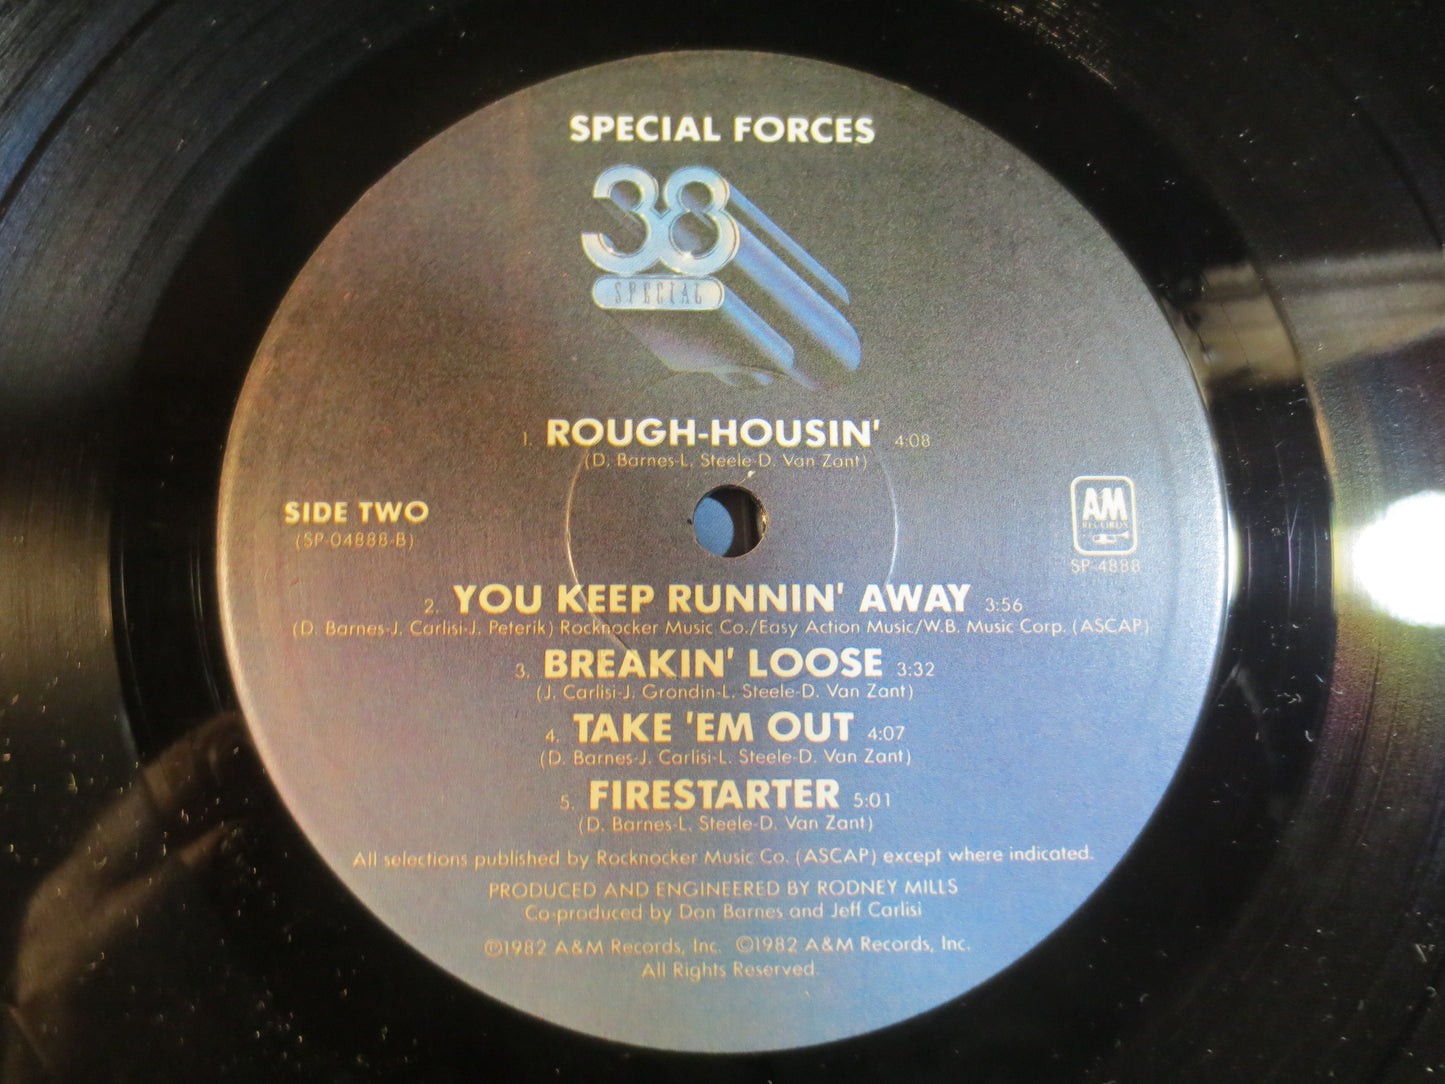 SPECIAL FORCES
38
SPECIAL
1. ROUGH-HOUSIN' 4:08
(D. Barnes-L. Steele-D. Van Zant)
SIDE TWO
(SP-04888-B)
AM
RECORDS
SP-4888
2. YOU KEEP RUNNIN' AWAY 3:56
(D. Barnes-J. Carlisi-J. Peterik) Rocknocker Music Co./Easy Action Music/W.B. Music Corp. (ASCAP)
3. BREAKIN' LOOSE 3:32
(J. Carlisi-J. Grondin-L. Steele-D. Van Zant)
4. TAKE 'EM OUT 4:07
(D. Barnes-J. Carlisi-L. Steele-D. Van Zant)
5. FIRESTARTER 5:01
(D. Barnes-L. Steele-D. Van Zant)
All selections published by Rocknocker Music Co. (ASCAP) except where indicated.
PRODUCED AND ENGINEERED BY RODNEY MILLS
Co-produced by Don Barnes and Jeff Carlisi
℗1982 A&M Records, Inc. ©1982 A&M Records, Inc.
All Rights Reserved.